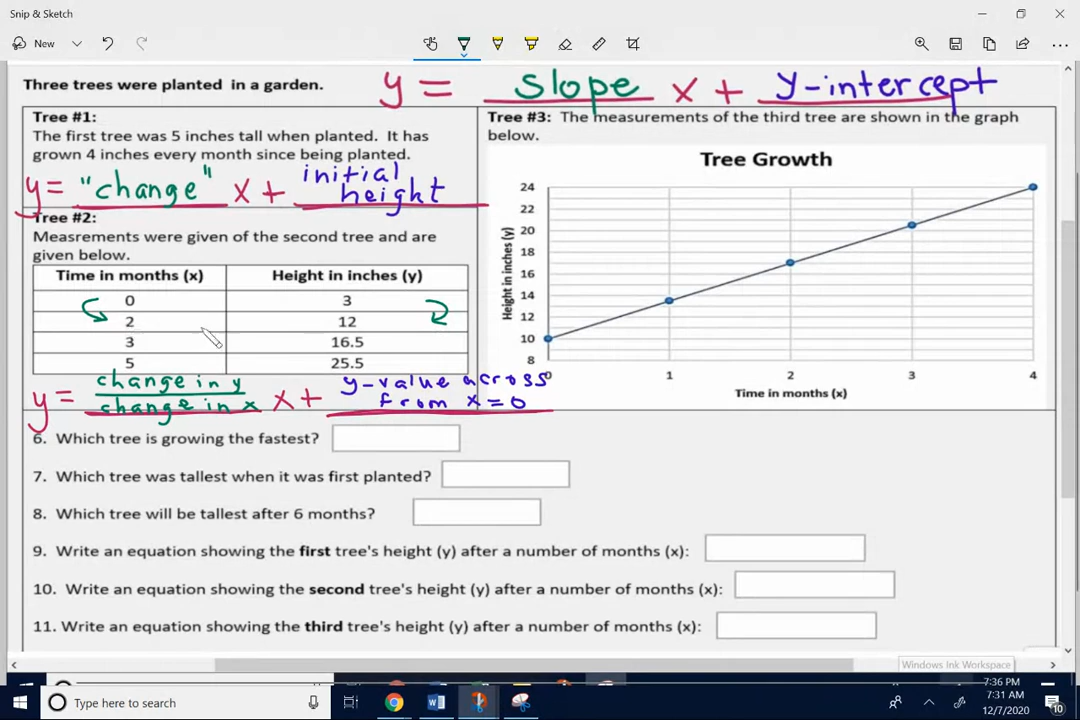 Snip & Sketch
New
Three trees were planted in a garden.
y = slope x + y-intercept
Tree #1:
The first tree was 5 inches tall when planted. It has
grown 4 inches every month since being planted.
y = "change" x + initial height
Tree #2:
Measrements were given of the second tree and are
given below.
Time in months (x) Height in inches (y)
0 3
2 12
3 16.5
5 25.5
y = change in y
change in x x + y-value across
from x = 0
Tree #3: The measurements of the third tree are shown in the graph
below.
Tree Growth
Height in inches (y)
24
22
20
18
16
14
12
10
8
0 1 2 3 4
Time in months (x)
6. Which tree is growing the fastest?
7. Which tree was tallest when it was first planted?
8. Which tree will be tallest after 6 months?
9. Write an equation showing the first tree's height (y) after a number of months (x):
10. Write an equation showing the second tree's height (y) after a number of months (x):
11. Write an equation showing the third tree's height (y) after a number of months (x):
Windows Ink Workspace
Type here to search
7:36 PM
7:31 AM
12/7/2020
10